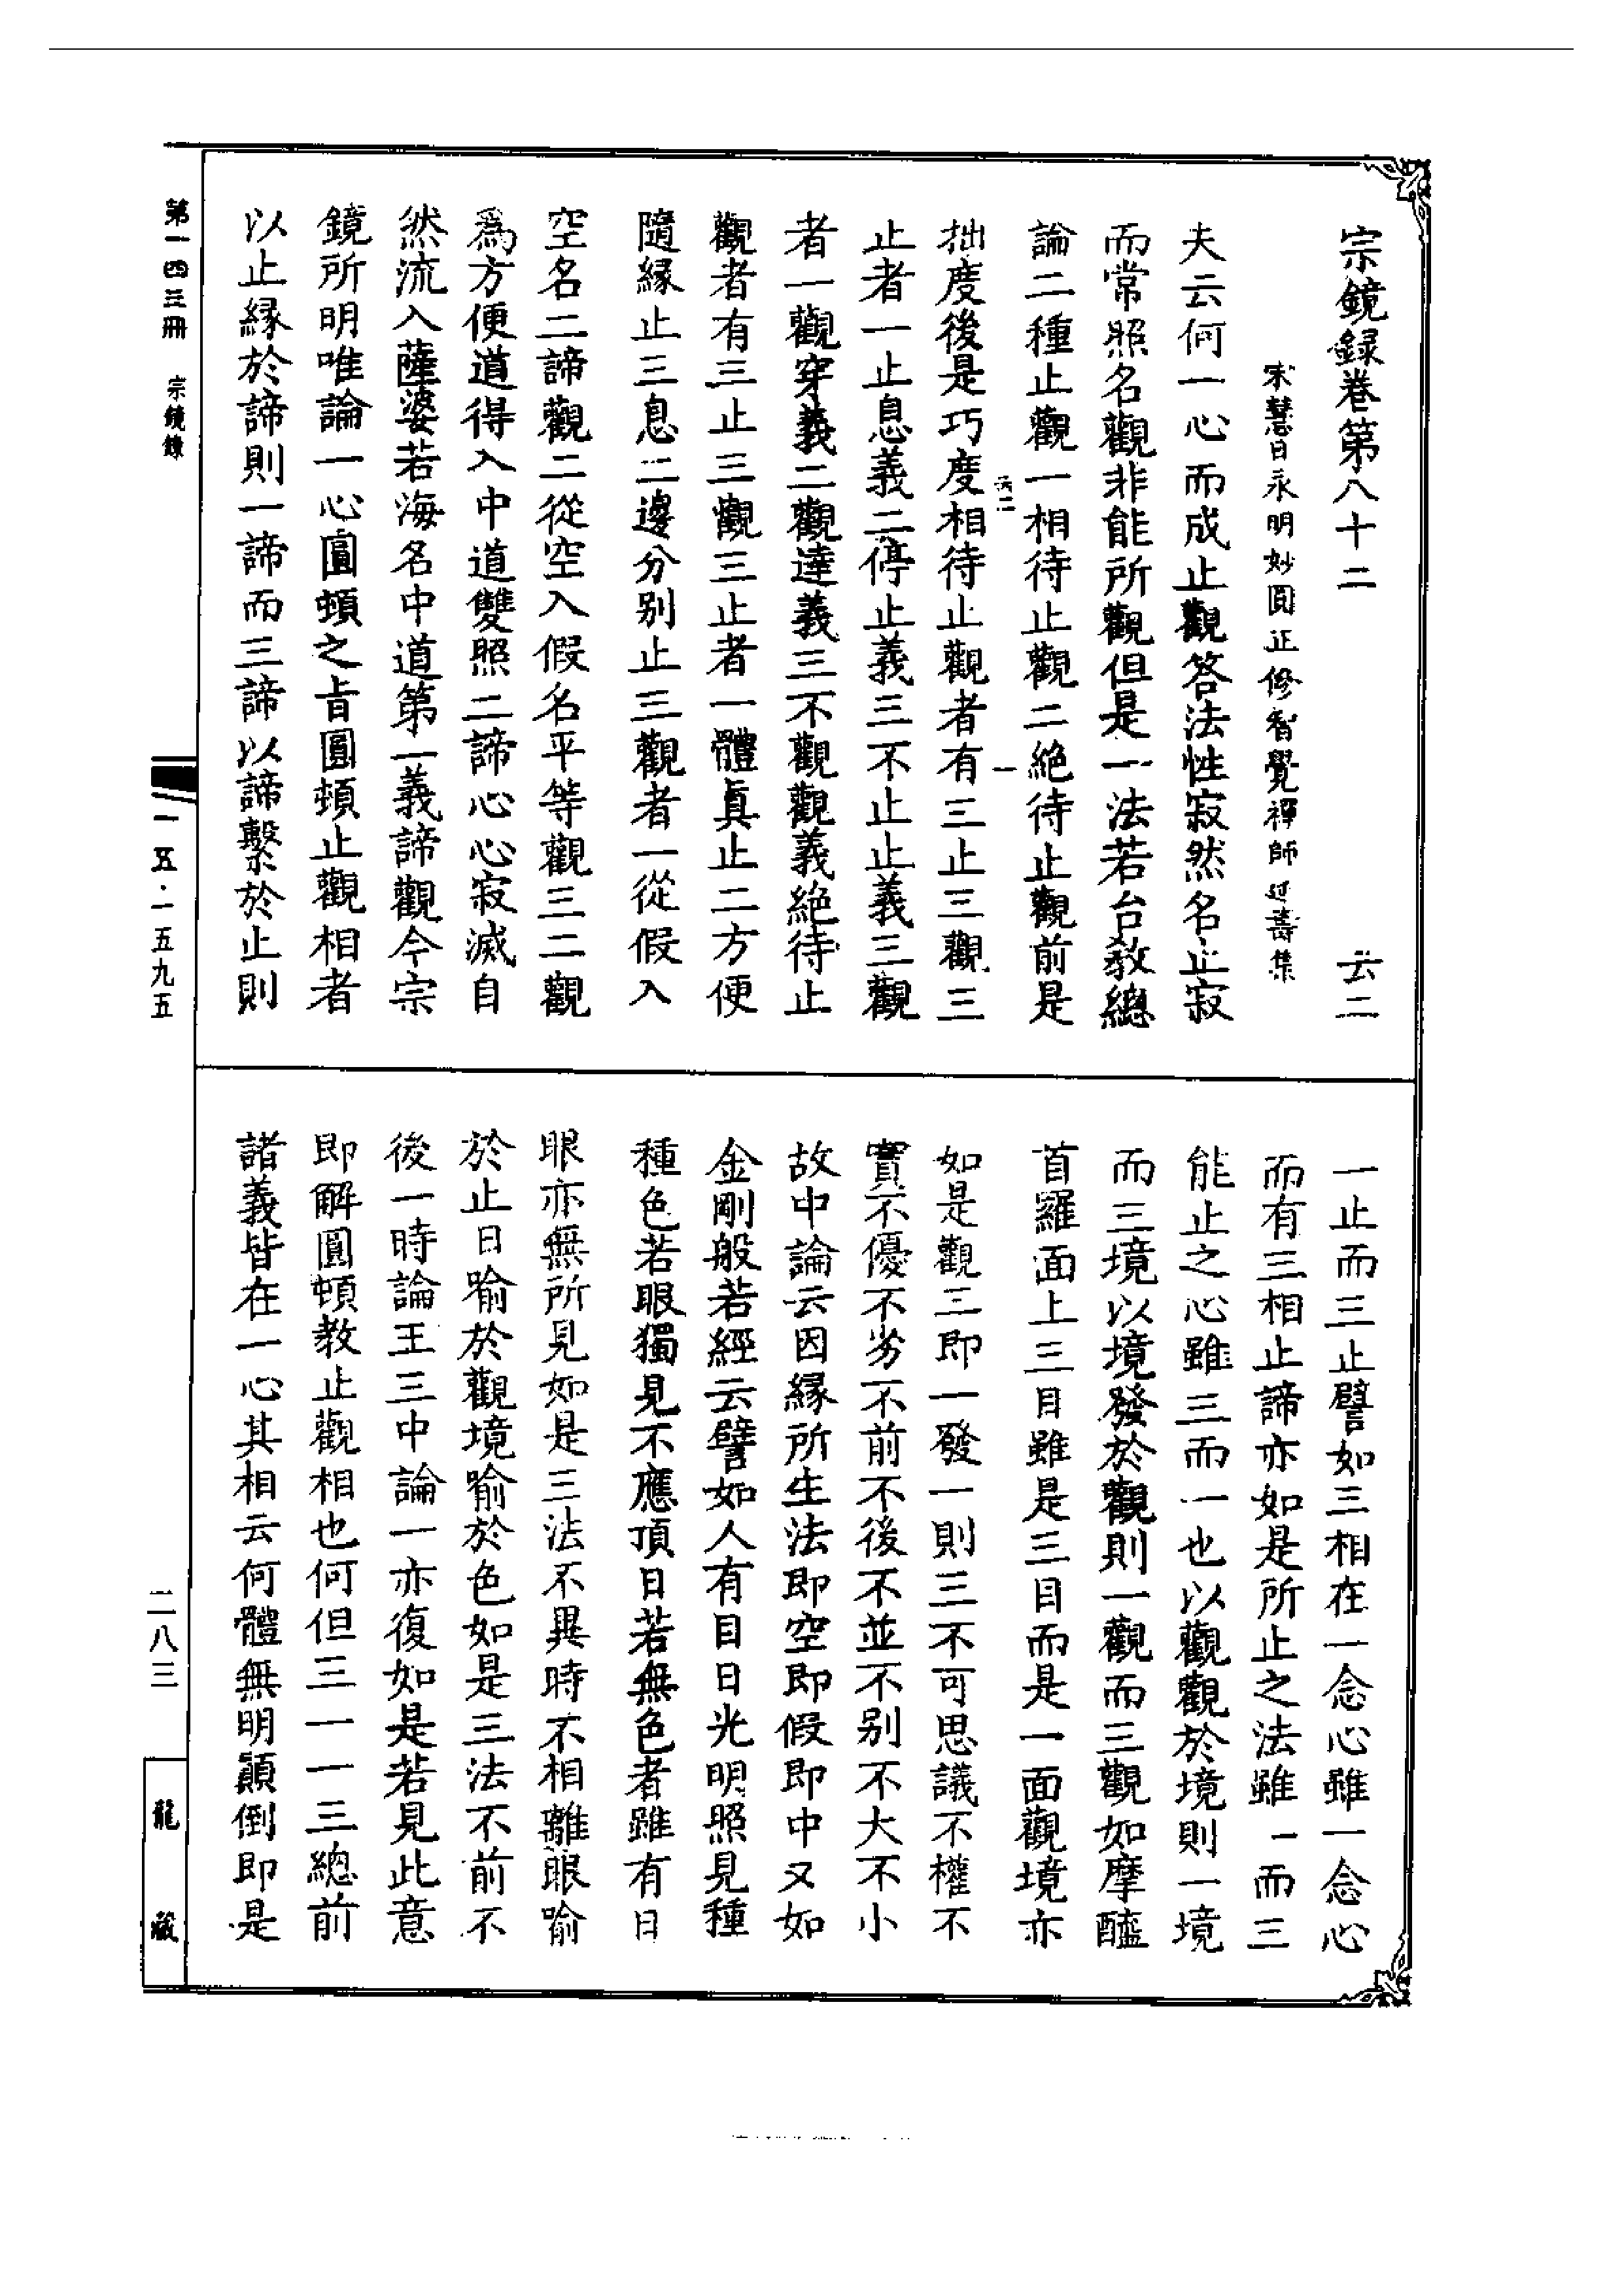 宗鏡録卷第八十二 云二
宋慧日永明妙圓正修智覺禪師延壽集
夫云何一心而成止觀答法性寂然名止寂
而常照名觀非能所觀但是一法若台教總
論二種止觀一相待止觀二絶待止觀前是
云二 一
拙度後是巧度相待止觀者有三止三觀三
止者一止息義二停止義三不止止義三觀
者一觀穿義二觀達義三不觀觀義絶待止
觀者有三止三觀三止者一體眞止二方便
隨緣止三息二邊分别止三觀者一從假入
空名二諦觀二從空入假名平等觀三二觀
爲方便道得入中道雙照二諦心心寂滅自
然流入薩婆若海名中道第一義諦觀今宗
鏡所明唯論一心圓頓之旨圓頓止觀相者
以止緣於諦則一諦而三諦以諦繫於止則
一止而三止譬如三相在一念心雖一念心
而有三相止諦亦如是所止之法雖一而三
能止之心雖三而一也以觀觀於境則一境
而三境以境發於觀則一觀而三觀如摩醯
首羅面上三目雖是三目而是一面觀境亦
如是觀三即一發一則三不可思議不權不
實不優不劣不前不後不並不别不大不小
故中論云因緣所生法即空即假即中又如
金剛般若經云譬如人有目日光明照見種
種色若眼獨見不應頂日若無色者雖有日
眼亦無所見如是三法不異時不相離眼喻
於止日喻於觀境喻於色如是三法不前不
後一時論王三中論一亦復如是若見此意
即解圓頓教止觀相也何但三一一三總前
諸義皆在一心其相云何體無明顚倒即是
第一四三冊 宗鏡錄
一五·一五九五
二八三
龍藏